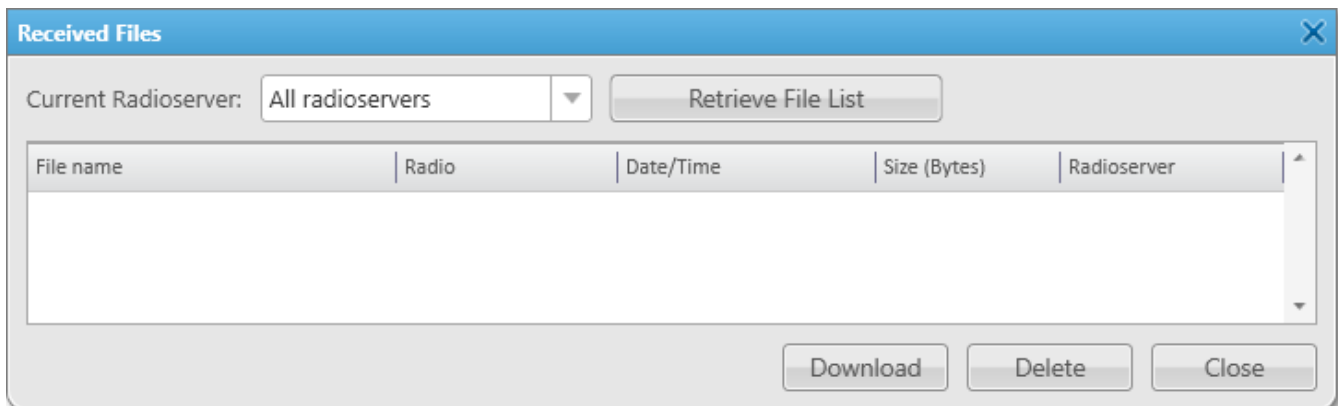 Received Files
Current Radioserver: All radioservers Retrieve File List
File name Radio Date/Time Size (Bytes) Radioserver
Download Delete Close